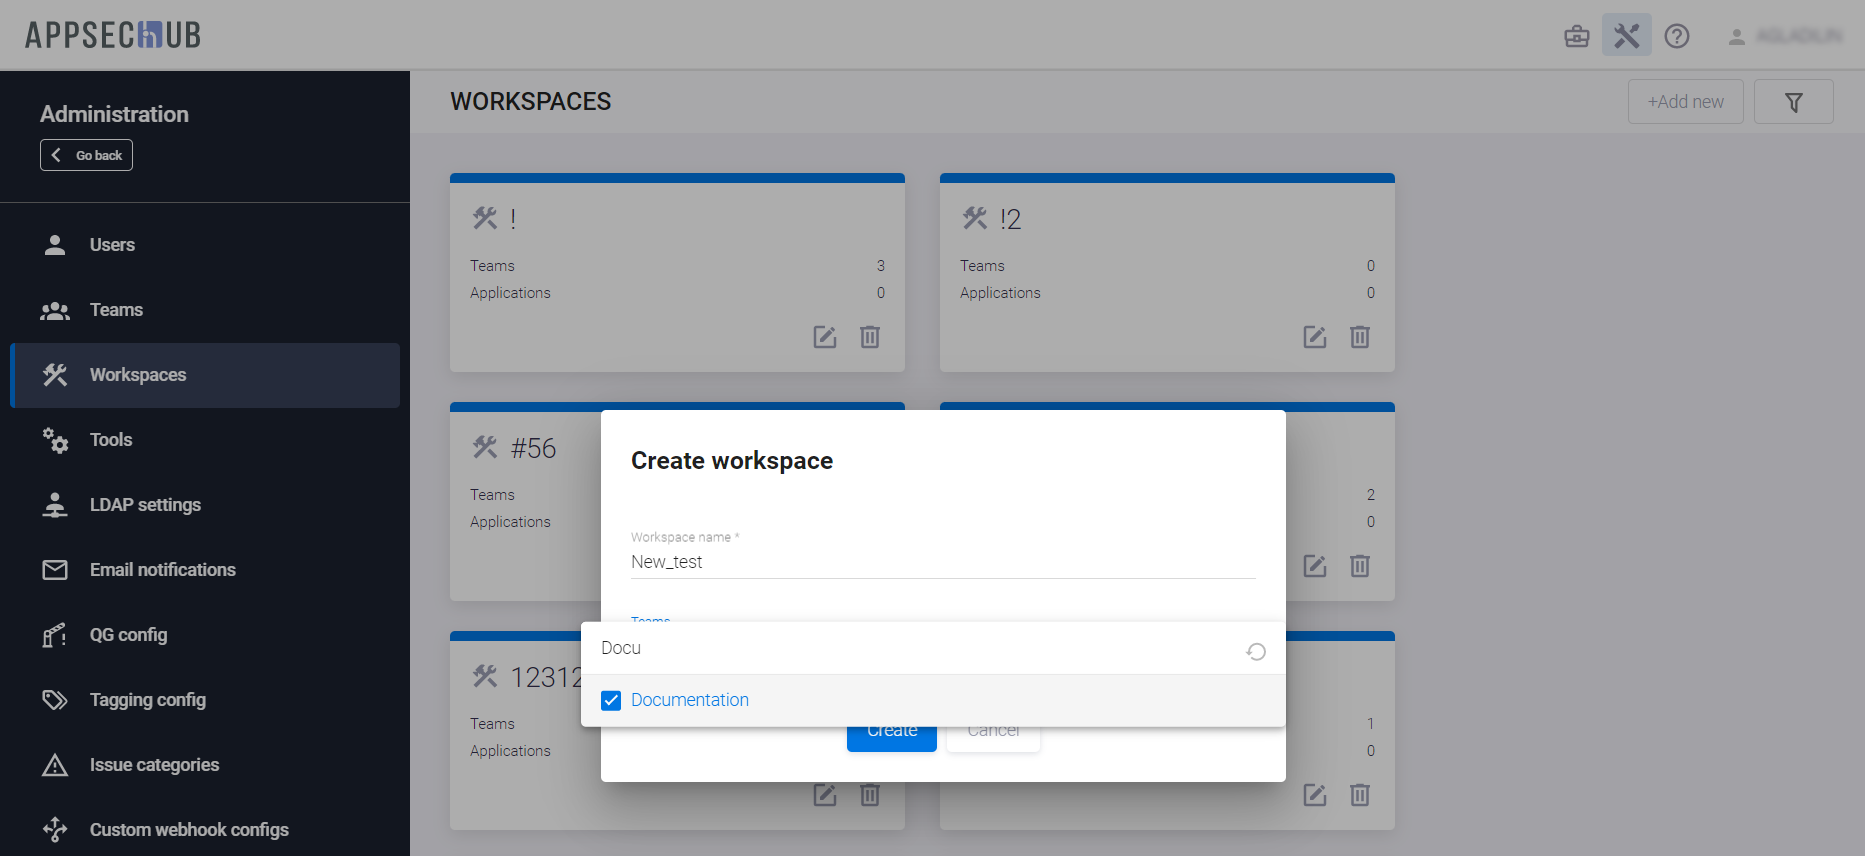 APPSECHUB
Administration
Go back
Users
Teams
Workspaces
Tools
LDAP settings
Email notifications
QG config
Tagging config
Issue categories
Custom webhook configs
WORKSPACES
+Add new
!
Teams 3
Applications 0
!2
Teams 0
Applications 0
#56
Teams
Applications
2
0
12312
Teams
Applications
1
0
Create workspace
Workspace name *
New_test
Teams
Docu
Documentation
Create
Cancel